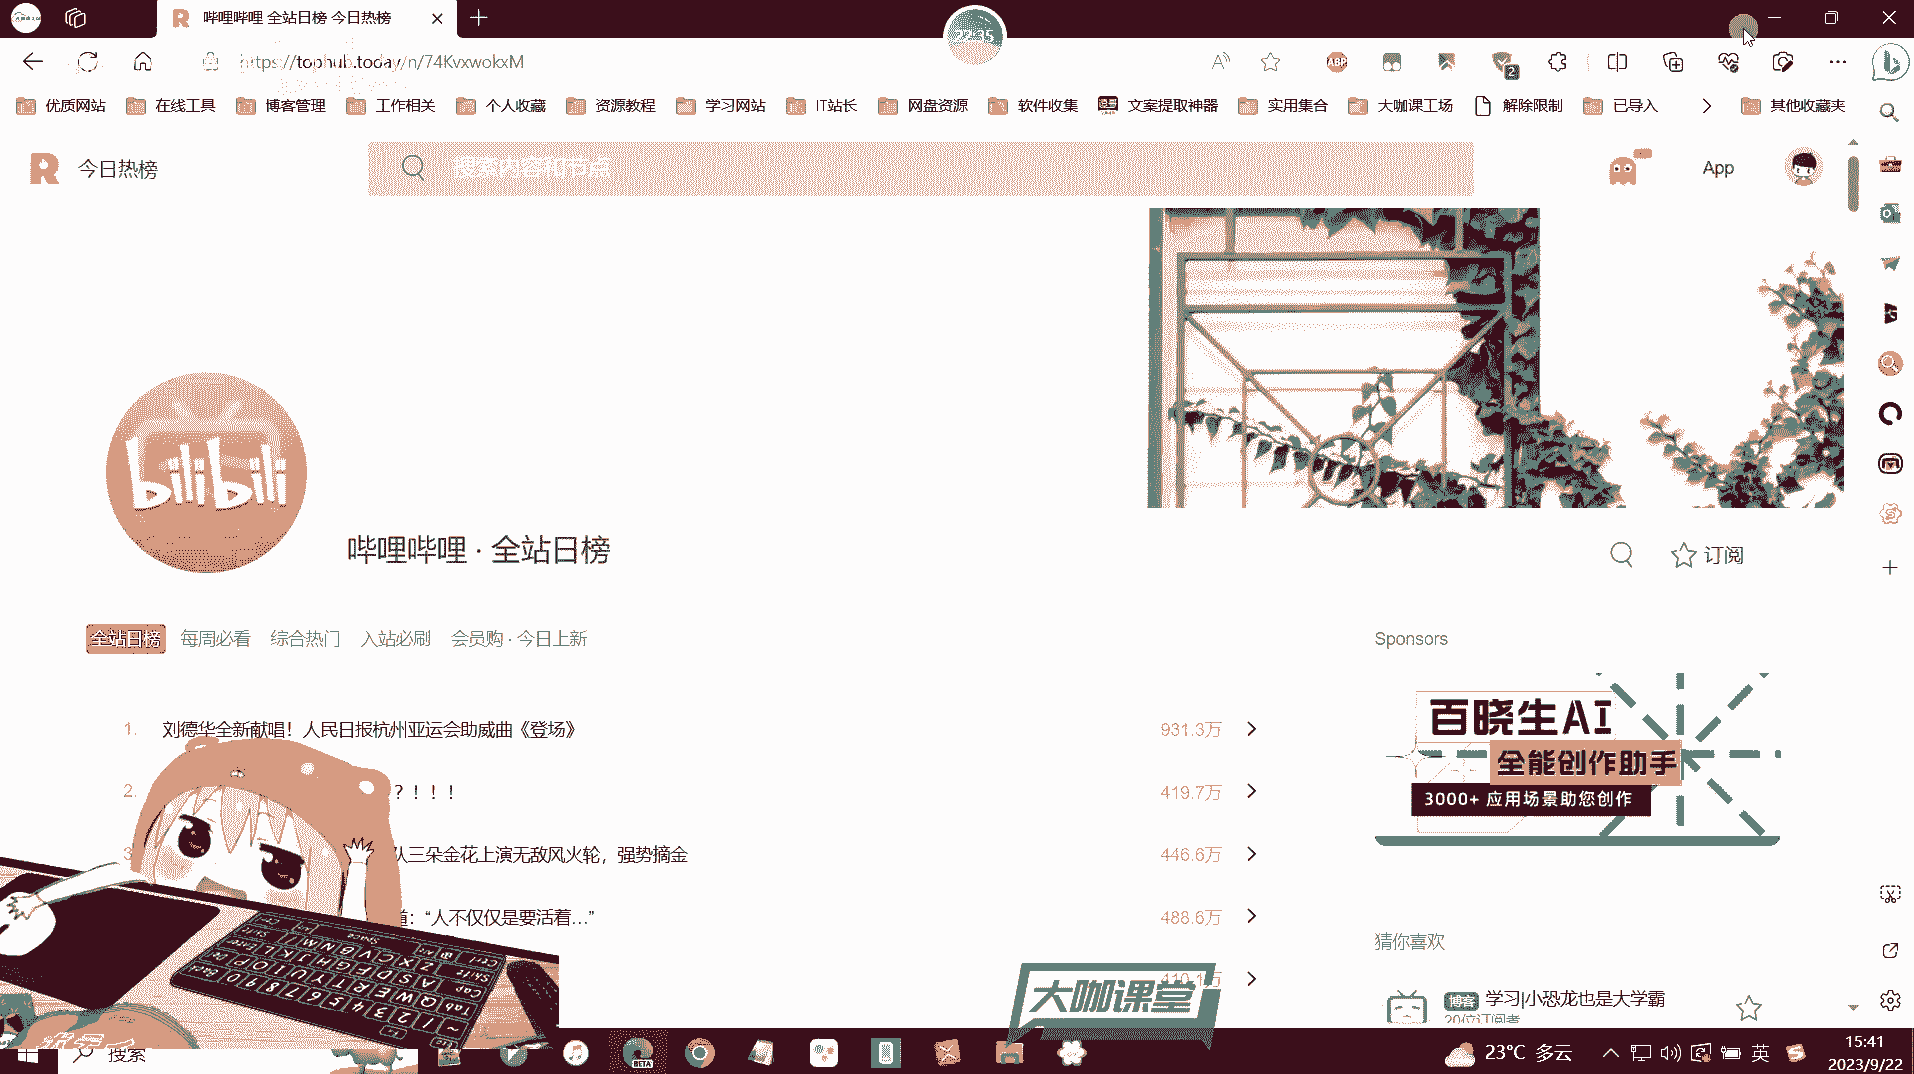 哔哩哔哩 全站日榜 今日热榜
22:35
https://tophub.today/n/74KvxwokxM
ABP
2
优质网站 在线工具 博客管理 工作相关 个人收藏 资源教程 学习网站 IT站长 网盘资源 软件收集 文案提取神器 实用集合 大咖课工场 解除限制 已导入 其他收藏夹
今日热榜
搜索内容和节点
App
bilibili
哔哩哔哩 · 全站日榜
订阅
全站日榜 每周必看 综合热门 入站必刷 会员购 · 今日上新
Sponsors
1. 刘德华全新献唱！人民日报杭州亚运会助威曲《登场》 931.3万
2. ？！！！ 419.7万
3 队三朵金花上演无敌风火轮，强势摘金 446.6万
道：“人不仅仅是要活着...” 488.6万
410.1万
百晓生AI
全能创作助手
3000+ 应用场景助您创作
猜你喜欢
博客 学习|小恐龙也是大学霸
20位订阅者
大咖课堂
搜索
BETA
23°C 多云
英
15:41
2023/9/22